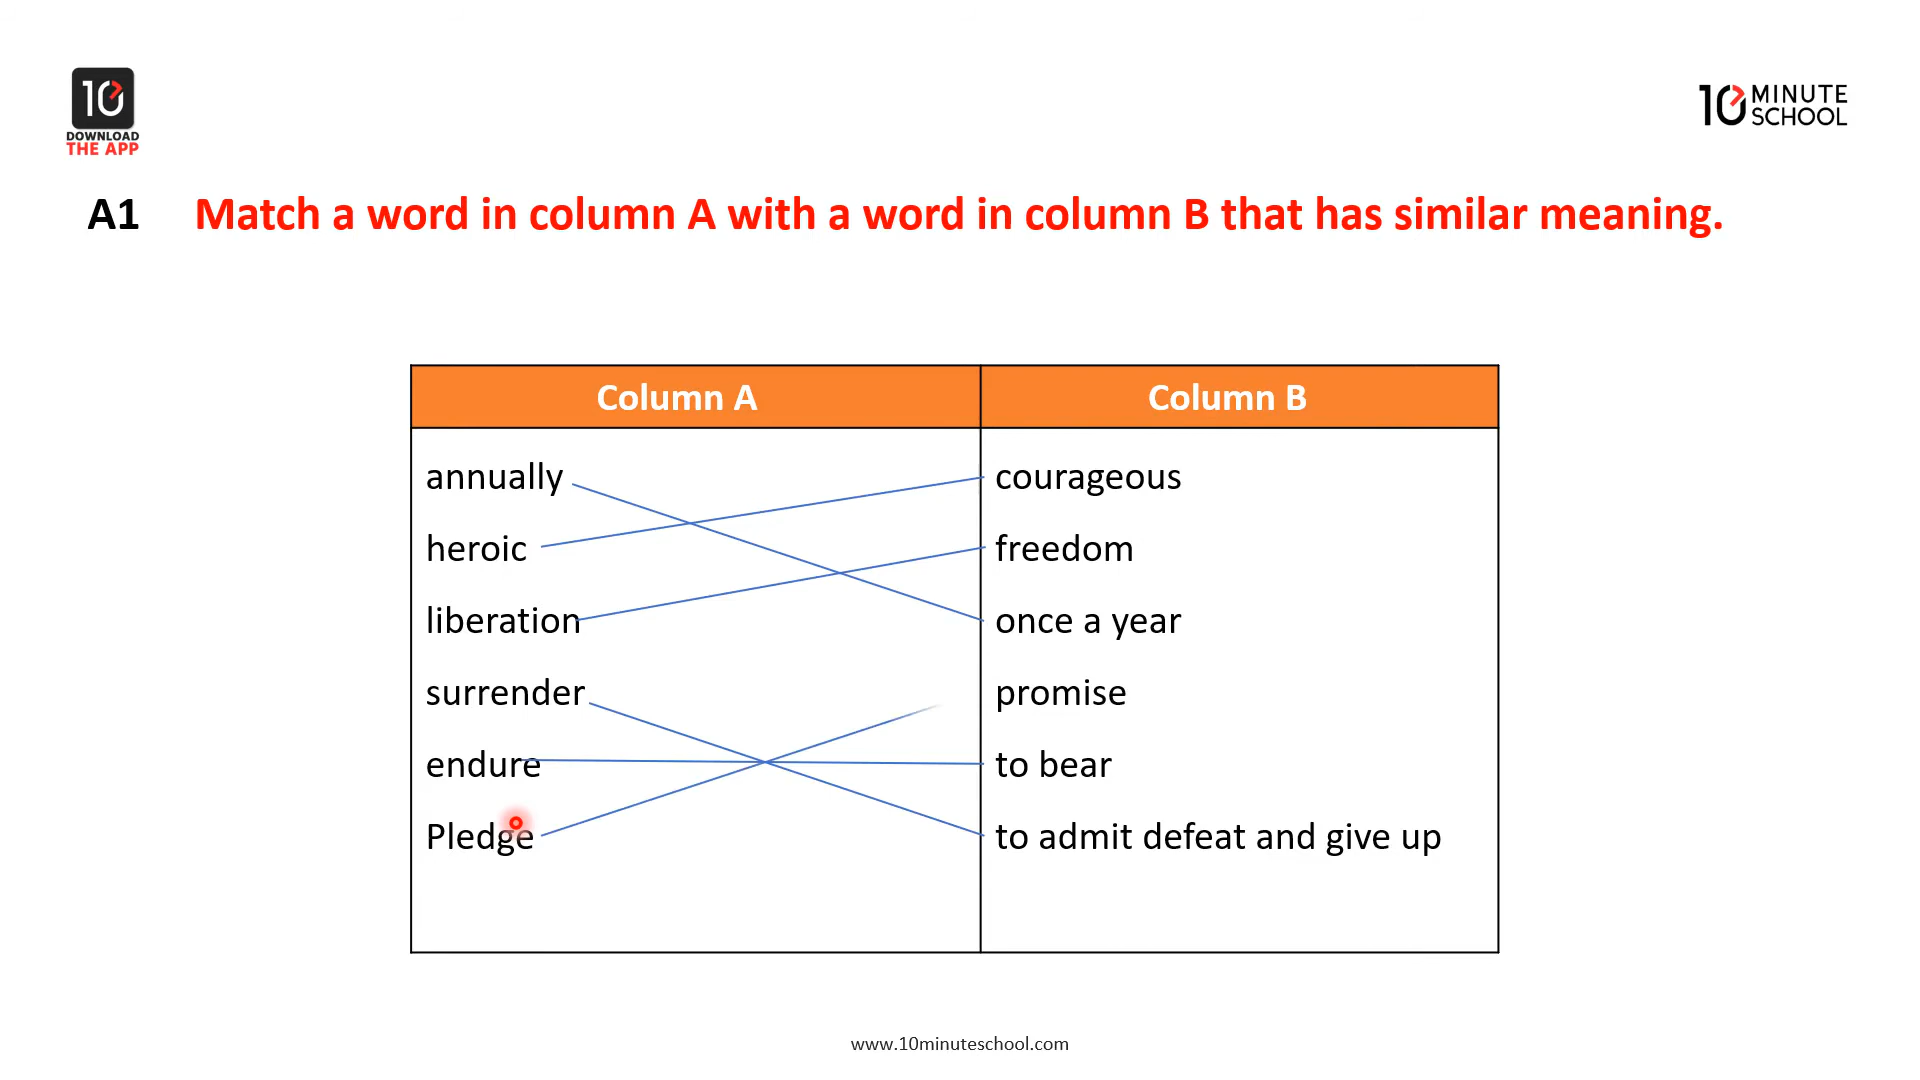 10
DOWNLOAD
THE APP
10 MINUTE
SCHOOL
A1 Match a word in column A with a word in column B that has similar meaning.
Column A Column B
annually courageous
heroic freedom
liberation once a year
surrender promise
endure to bear
Pledge to admit defeat and give up
www.10minuteschool.com